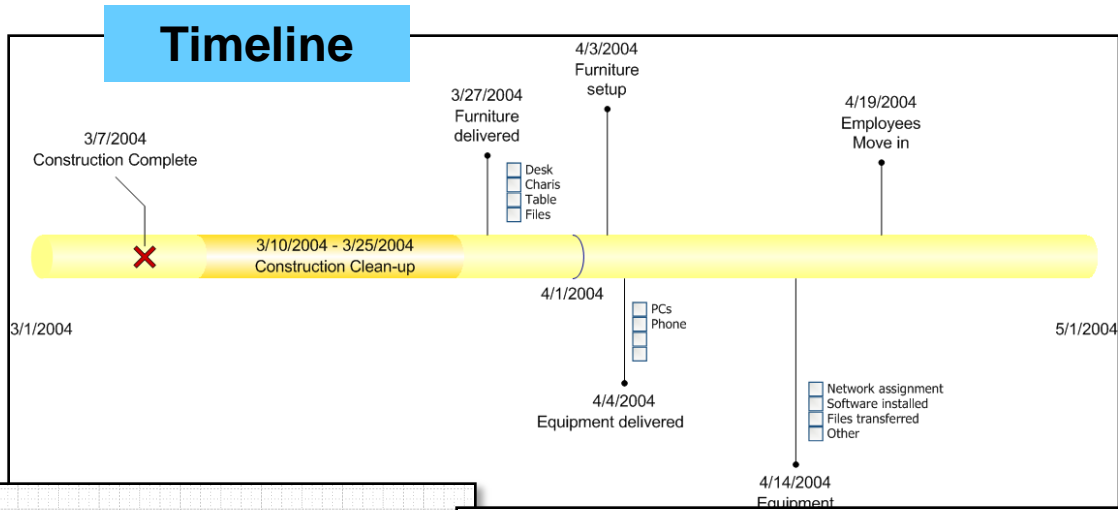 Timeline
4/3/2004
Furniture
setup
3/27/2004
Furniture
delivered
4/19/2004
Employees
Move in
3/7/2004
Construction Complete
Desk
Charis
Table
Files
3/10/2004 - 3/25/2004
Construction Clean-up
4/1/2004
3/1/2004
5/1/2004
PCs
Phone
4/4/2004
Equipment delivered
Network assignment
Software installed
Files transferred
Other
4/14/2004
Equipment